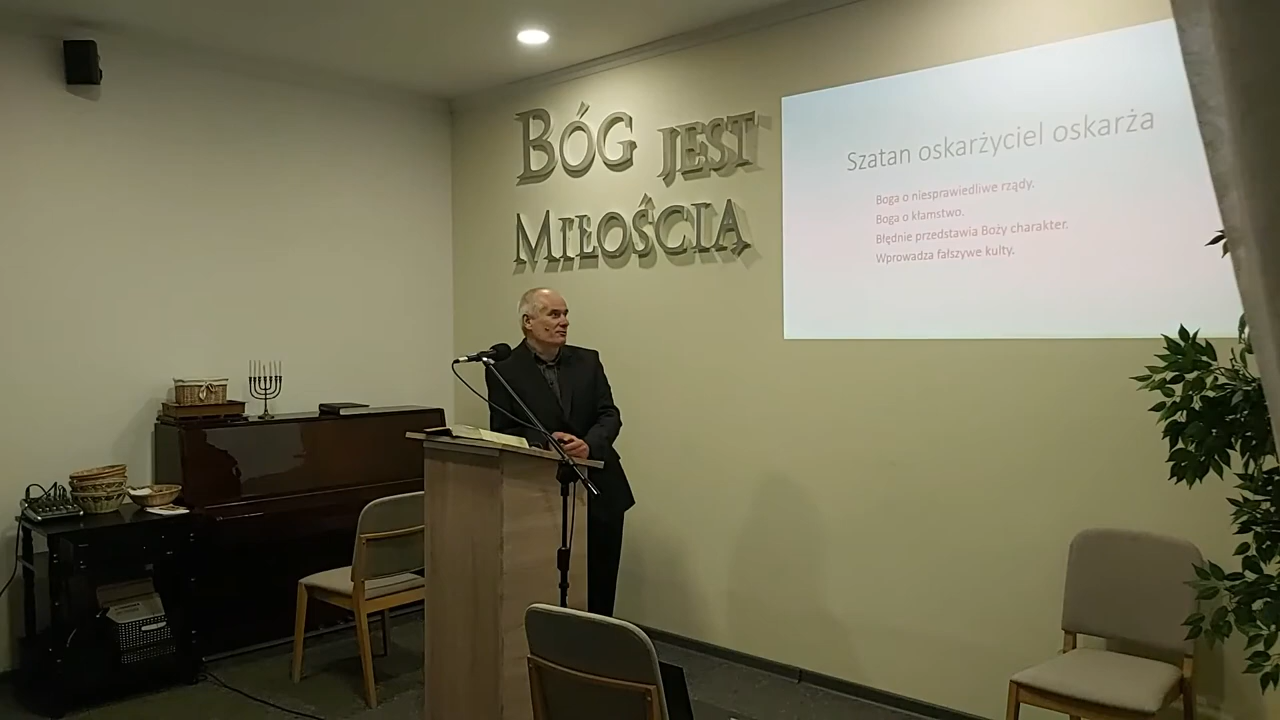 BÓG JEST
MIŁOŚCIĄ
Szatan oskarżyciel oskarża
Boga o niesprawiedliwe rządy.
Boga o kłamstwo.
Błędnie przedstawia Boży charakter.
Wprowadza fałszywe kulty.